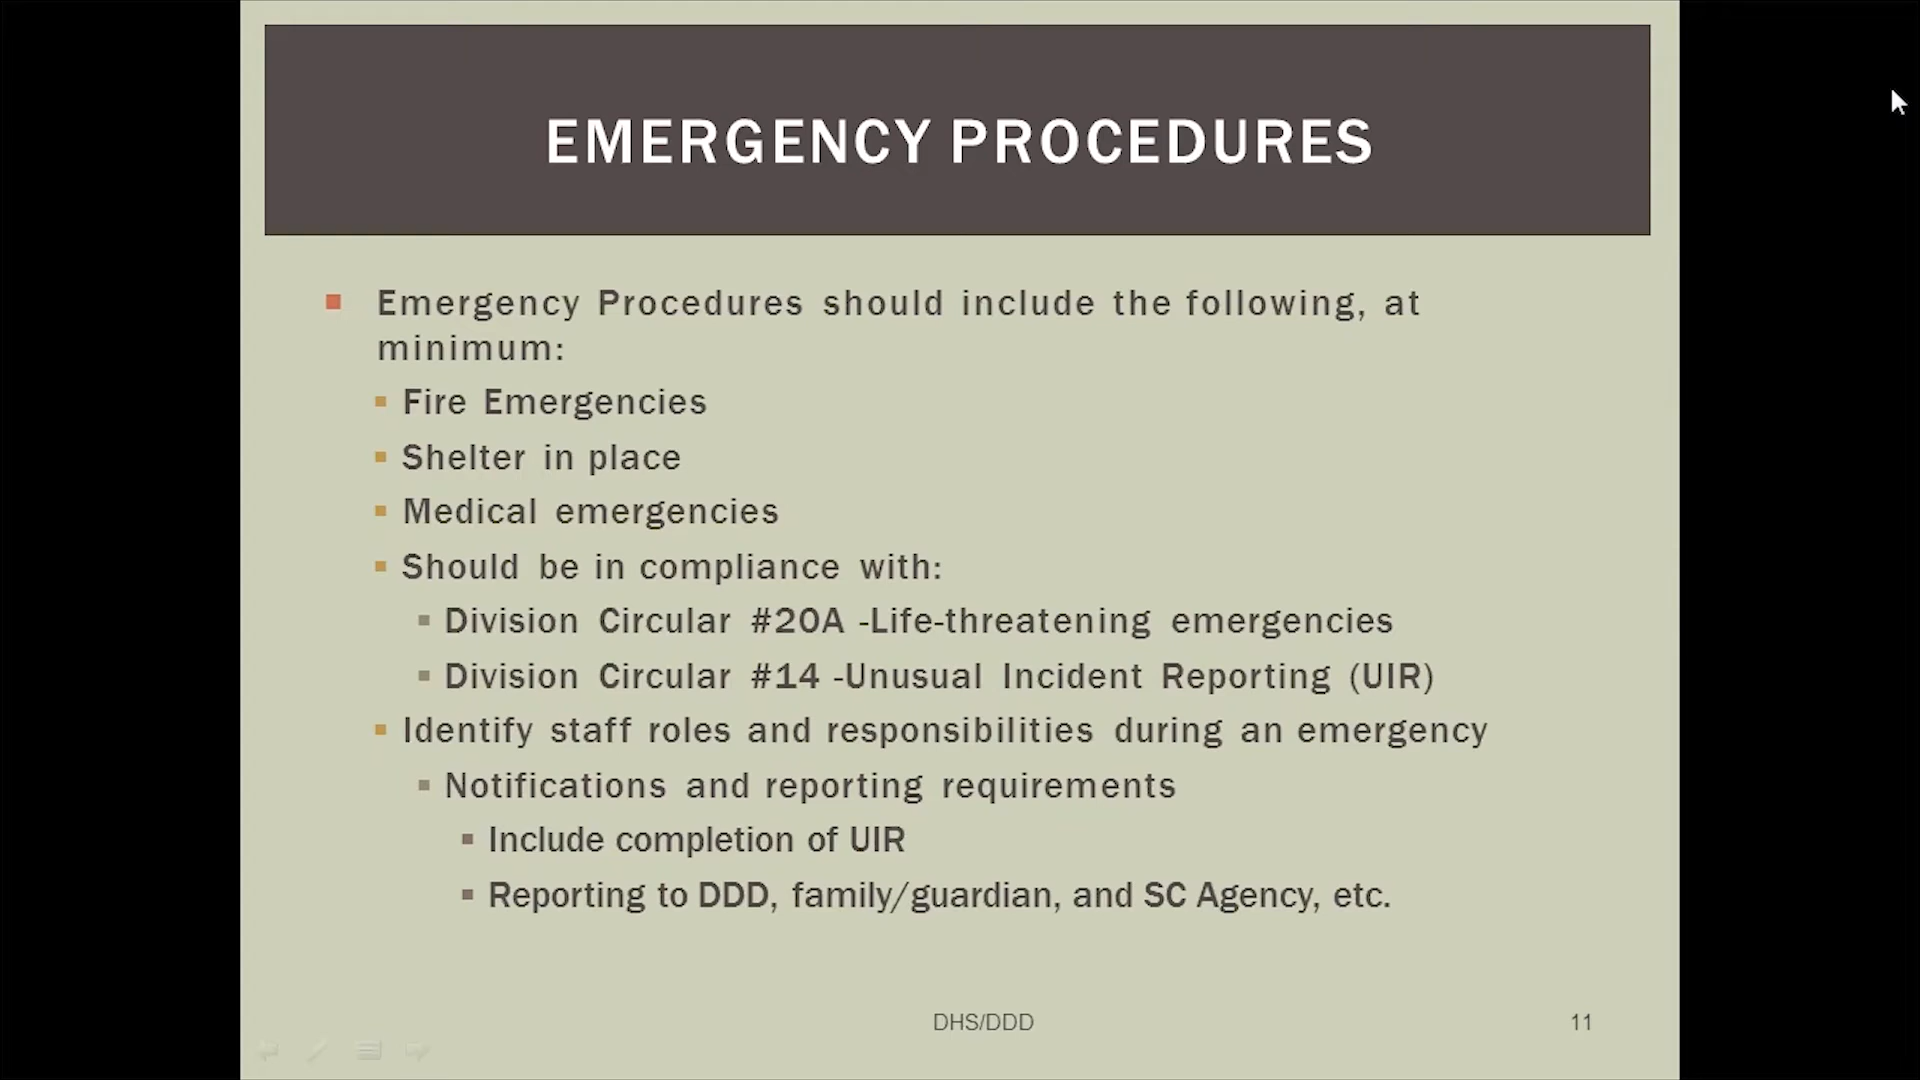 EMERGENCY PROCEDURES
Emergency Procedures should include the following, at
minimum:
Fire Emergencies
Shelter in place
Medical emergencies
Should be in compliance with:
Division Circular #20A -Life-threatening emergencies
Division Circular #14 -Unusual Incident Reporting (UIR)
Identify staff roles and responsibilities during an emergency
Notifications and reporting requirements
Include completion of UIR
Reporting to DDD, family/guardian, and SC Agency, etc.
DHS/DDD
11